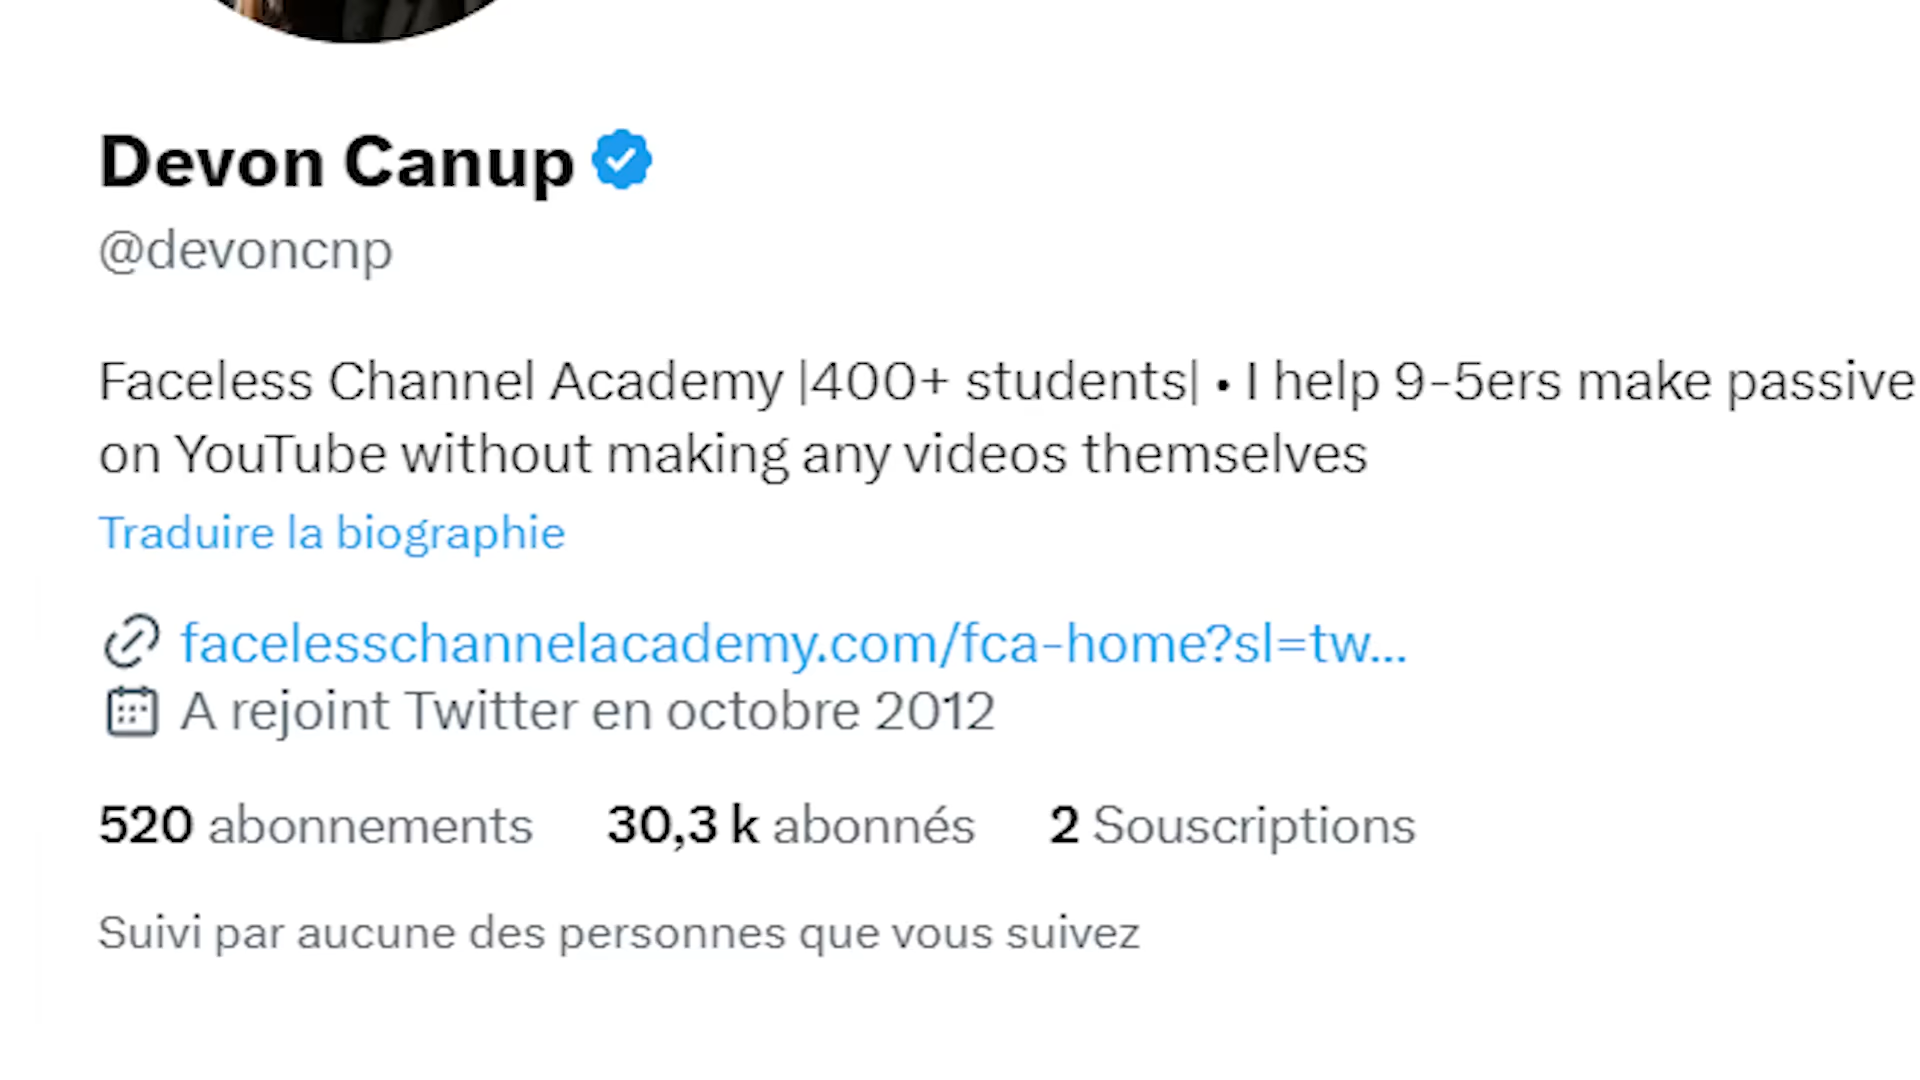 Devon Canup
@devoncnp
Faceless Channel Academy |400+ students| • I help 9-5ers make passive
on YouTube without making any videos themselves
Traduire la biographie
facelesschannelacademy.com/fca-home?sl=tw...
A rejoint Twitter en octobre 2012
520 abonnements 30,3 k abonnés 2 Souscriptions
Suivi par aucune des personnes que vous suivez